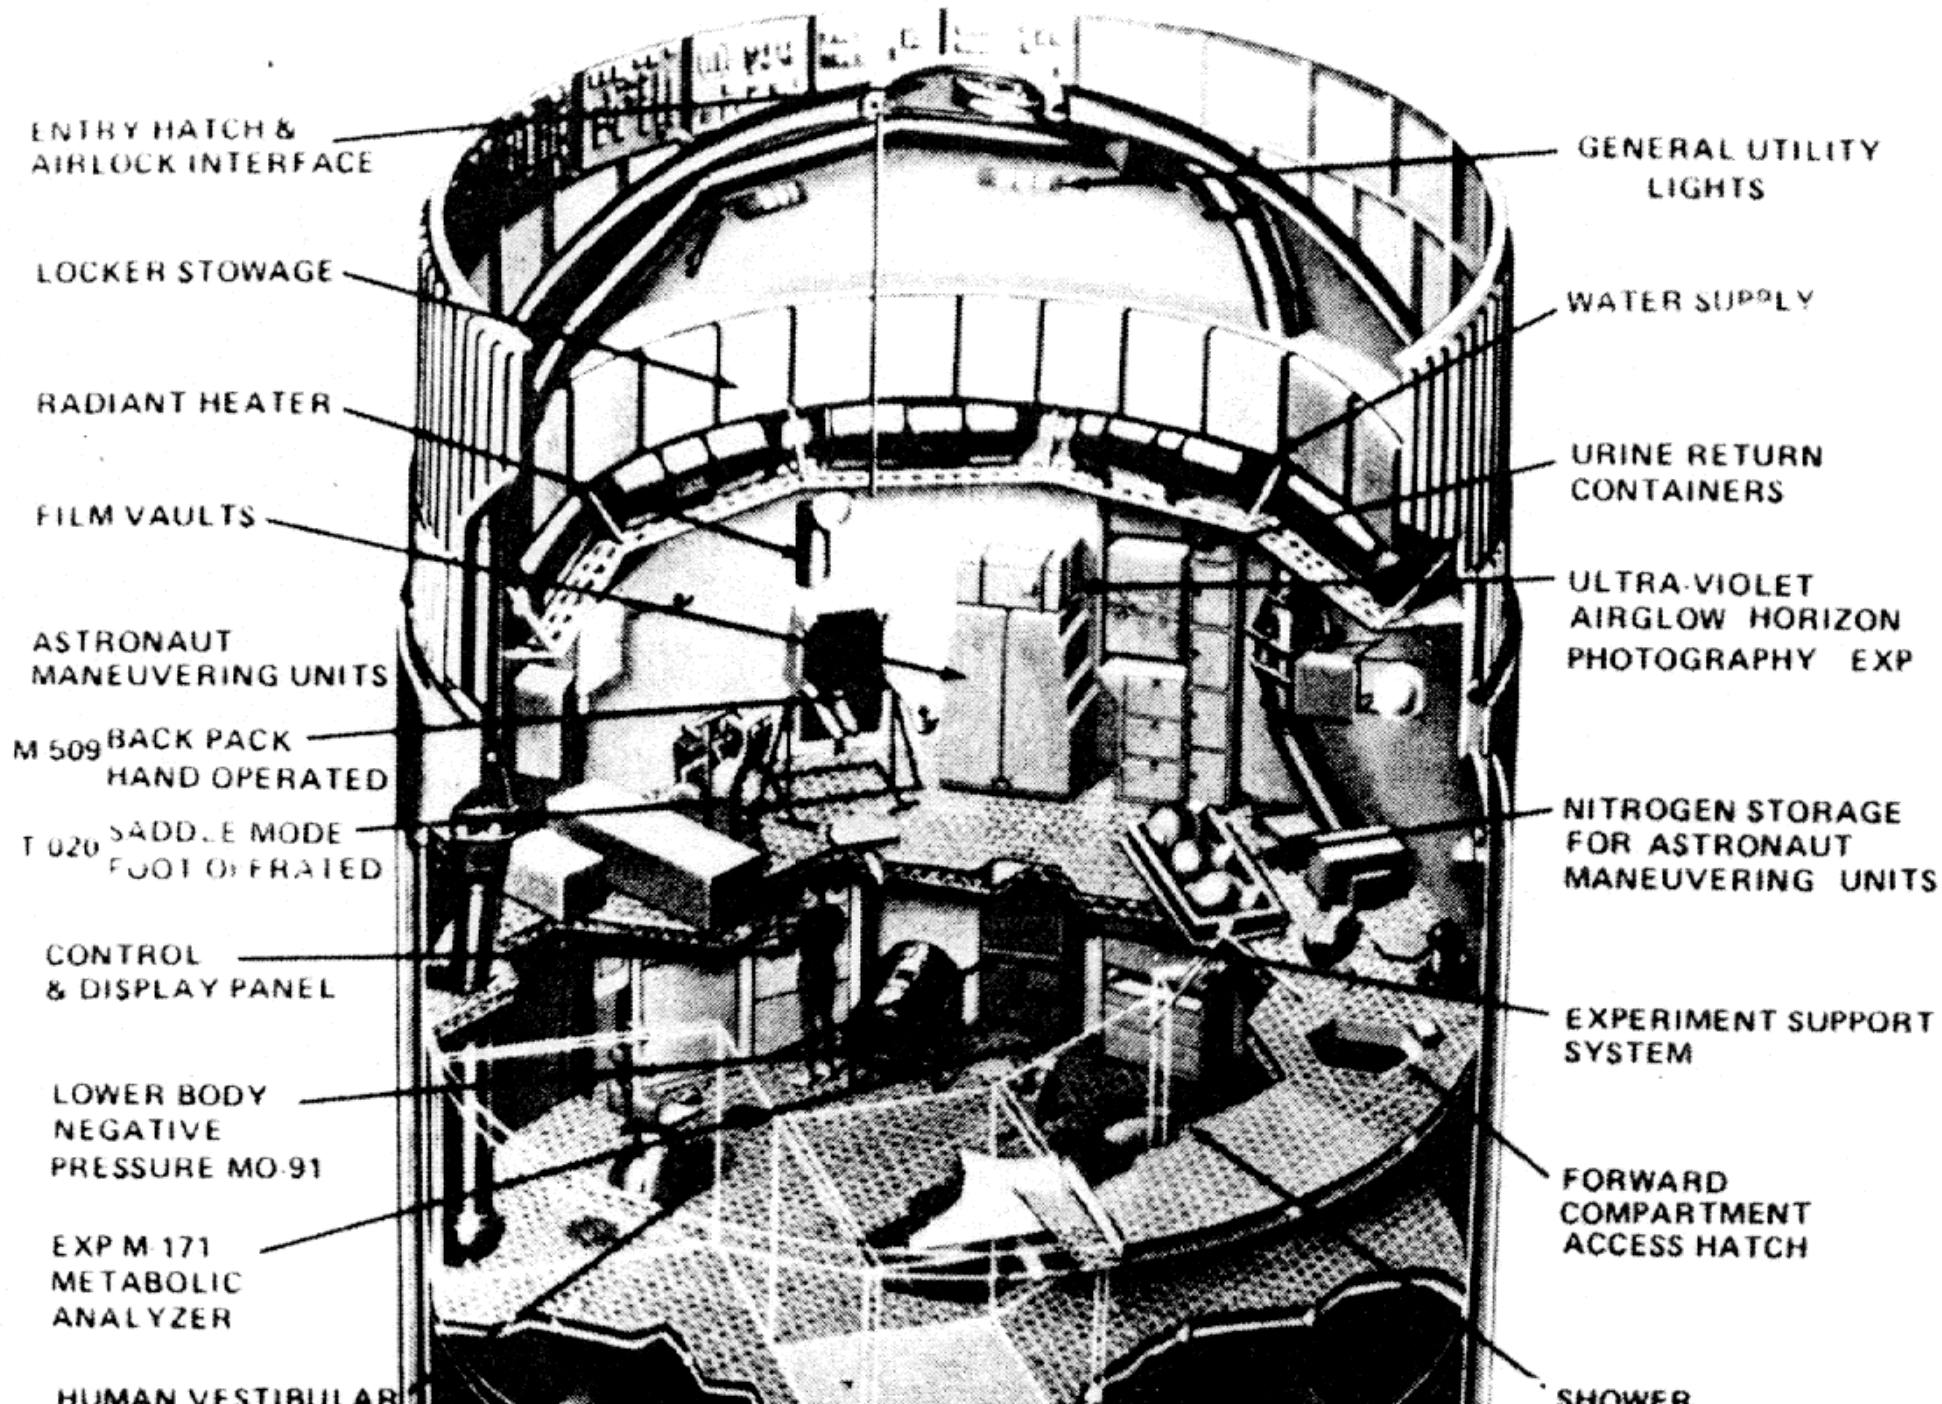 ENTRY HATCH &
AIRLOCK INTERFACE
LOCKER STOWAGE
RADIANT HEATER
FILM VAULTS
ASTRONAUT
MANEUVERING UNITS
M 509 BACK PACK
HAND OPERATED
T 020 SADDLE MODE
FOOT OPERATED
CONTROL
& DISPLAY PANEL
LOWER BODY
NEGATIVE
PRESSURE MO-91
EXP M-171
METABOLIC
ANALYZER
HUMAN VESTIBULAR
GENERAL UTILITY
LIGHTS
WATER SUPPLY
URINE RETURN
CONTAINERS
ULTRA-VIOLET
AIRGLOW HORIZON
PHOTOGRAPHY EXP
NITROGEN STORAGE
FOR ASTRONAUT
MANEUVERING UNITS
EXPERIMENT SUPPORT
SYSTEM
FORWARD
COMPARTMENT
ACCESS HATCH
SHOWER